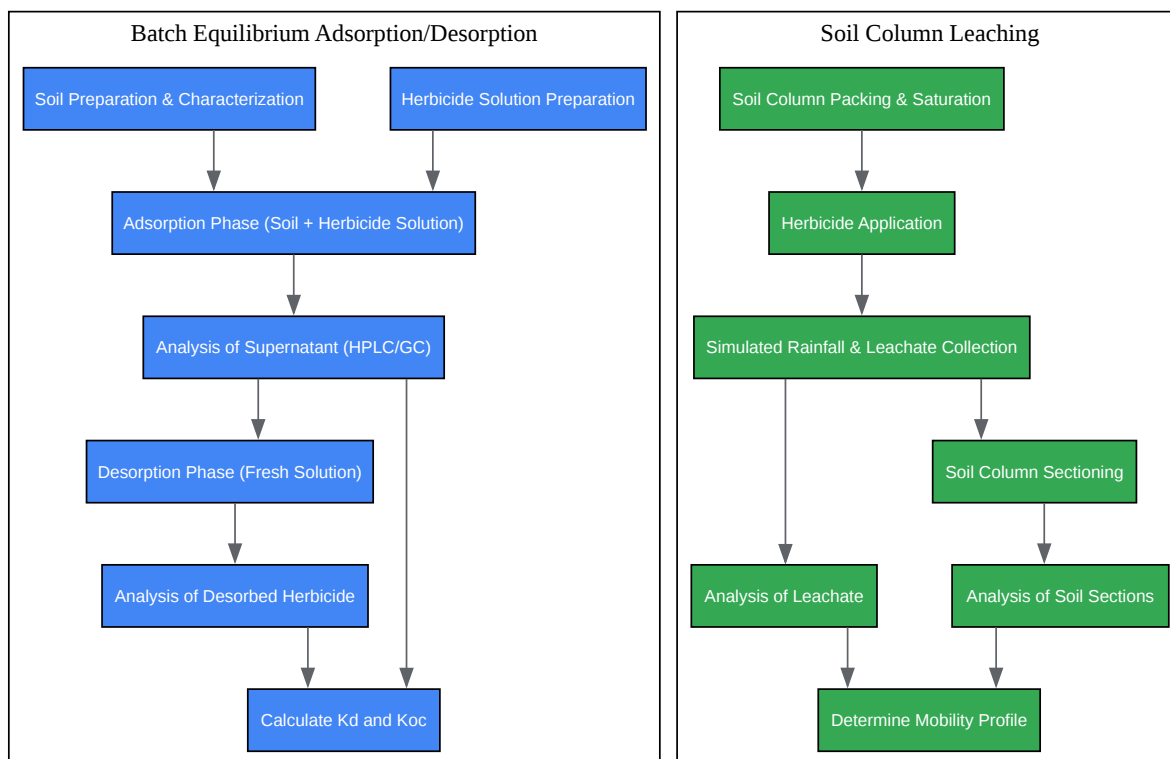 Batch Equilibrium Adsorption/Desorption
Soil Preparation & Characterization
Herbicide Solution Preparation
Adsorption Phase (Soil + Herbicide Solution)
Analysis of Supernatant (HPLC/GC)
Desorption Phase (Fresh Solution)
Analysis of Desorbed Herbicide
Calculate Kd and Koc
Soil Column Leaching
Soil Column Packing & Saturation
Herbicide Application
Simulated Rainfall & Leachate Collection
Soil Column Sectioning
Analysis of Leachate
Analysis of Soil Sections
Determine Mobility Profile